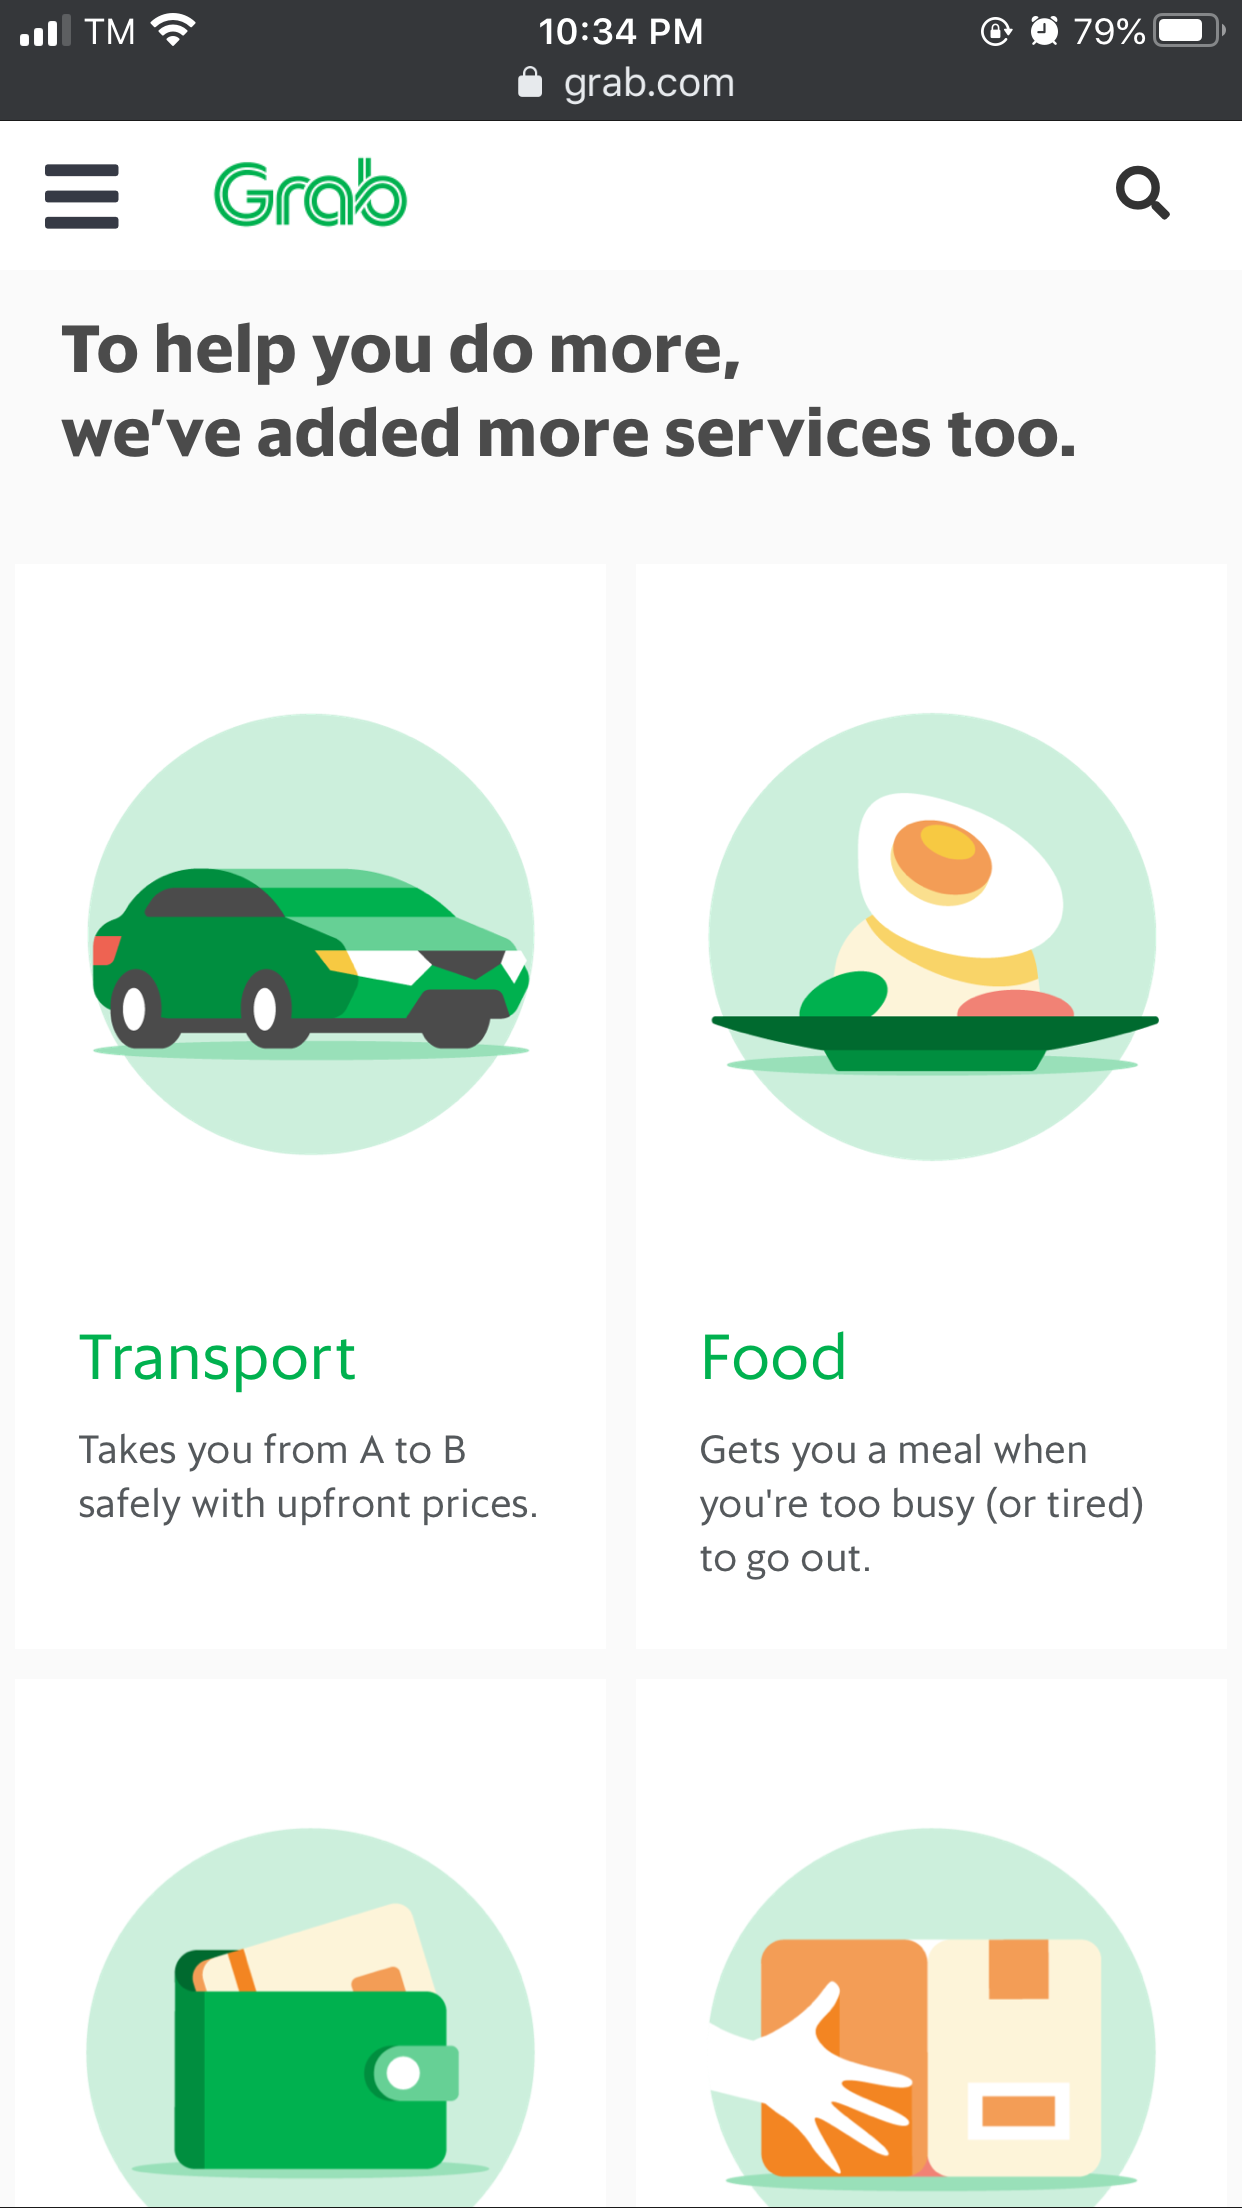 TM 10:34 PM 79%
grab.com
Grab
To help you do more,
we've added more services too.
Transport
Takes you from A to B
safely with upfront prices.
Food
Gets you a meal when
you're too busy (or tired)
to go out.